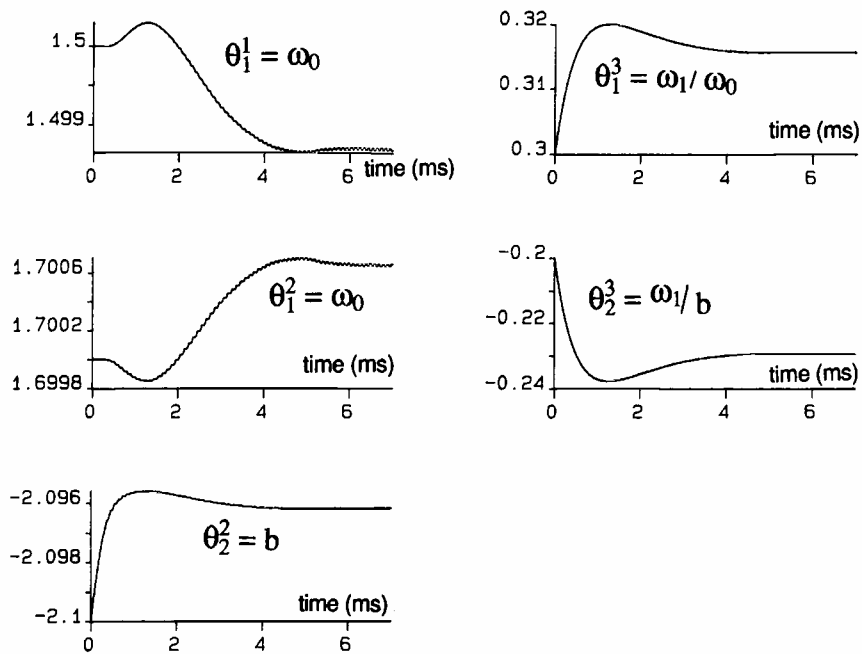 1.5
1.499
θ₁¹ = ω₀
time (ms)
0 2 4 6
0.32
0.31
0.3
θ₁³ = ω₁/ω₀
time (ms)
0 2 4 6
1.7006
1.7002
1.6998
θ₁² = ω₀
time (ms)
0 2 4 6
-0.2
-0.22
-0.24
θ₂³ = ω₁/b
time (ms)
0 2 4 6
-2.096
-2.098
-2.1
θ₂² = b
time (ms)
0 2 4 6